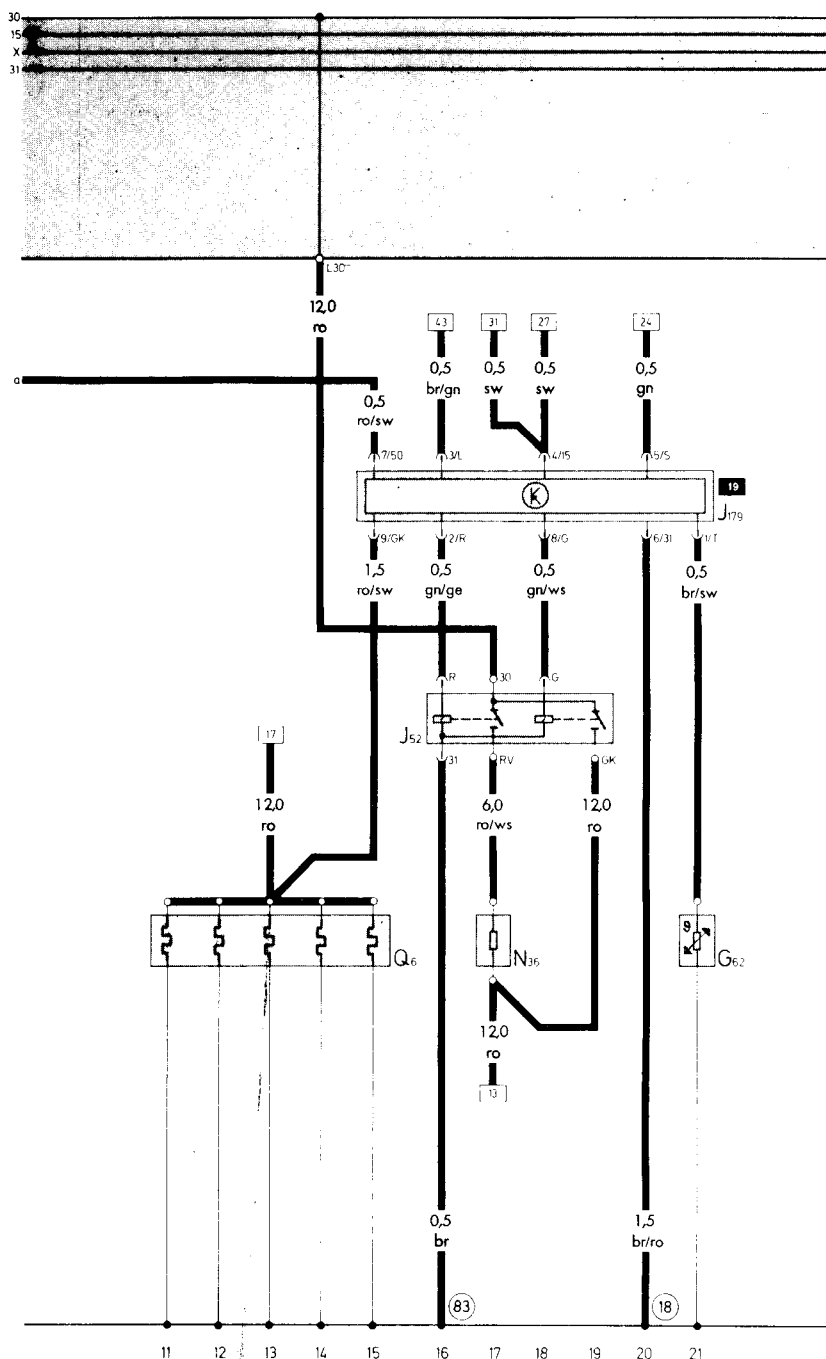 30
15
X
31
L30
12,0
ro
43
31
27
24
a
0,5
br/gn
0,5
sw
0,5
sw
0,5
gn
0,5
ro/sw
7/50
3/L
4/15
5/S
19
J179
9/GK
2/R
8/G
6/31
1/T
1,5
ro/sw
0,5
gn/ge
0,5
gn/ws
0,5
br/sw
R
30
G
J52
31
RV
GK
17
12,0
ro
6,0
ro/ws
12,0
ro
Q6
N36
G62
12,0
ro
13
0,5
br
1,5
br/ro
83
18
11 12 13 14 15 16 17 18 19 20 21